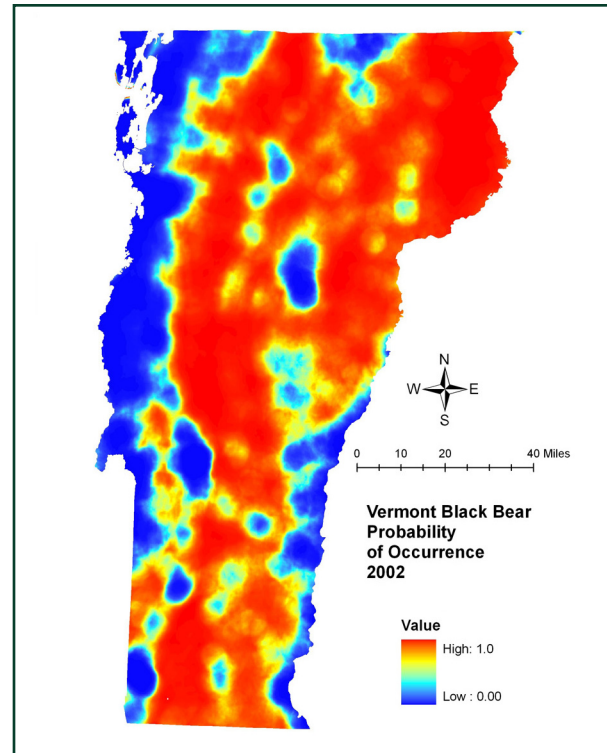 N
W E
S
0 10 20 40 Miles
Vermont Black Bear
Probability
of Occurrence
2002
Value
High: 1.0
Low : 0.00